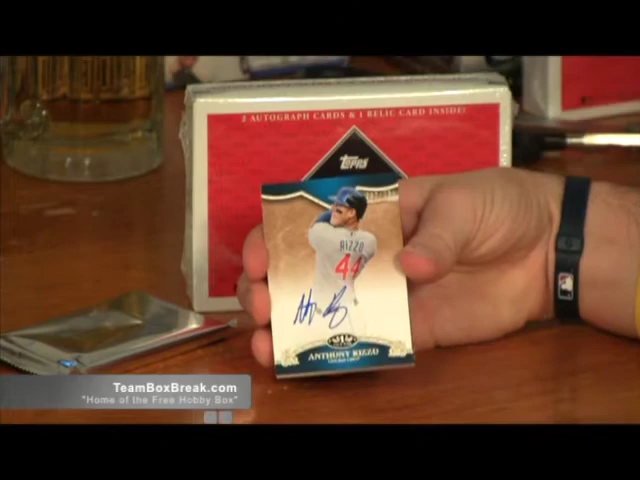 2 AUTOGRAPH CARDS & 1 RELIC CARD INSIDE!
TOPPS
RIZZO
44
ANTHONY RIZZO
TeamBoxBreak.com
"Home of the Free Hobby Box"